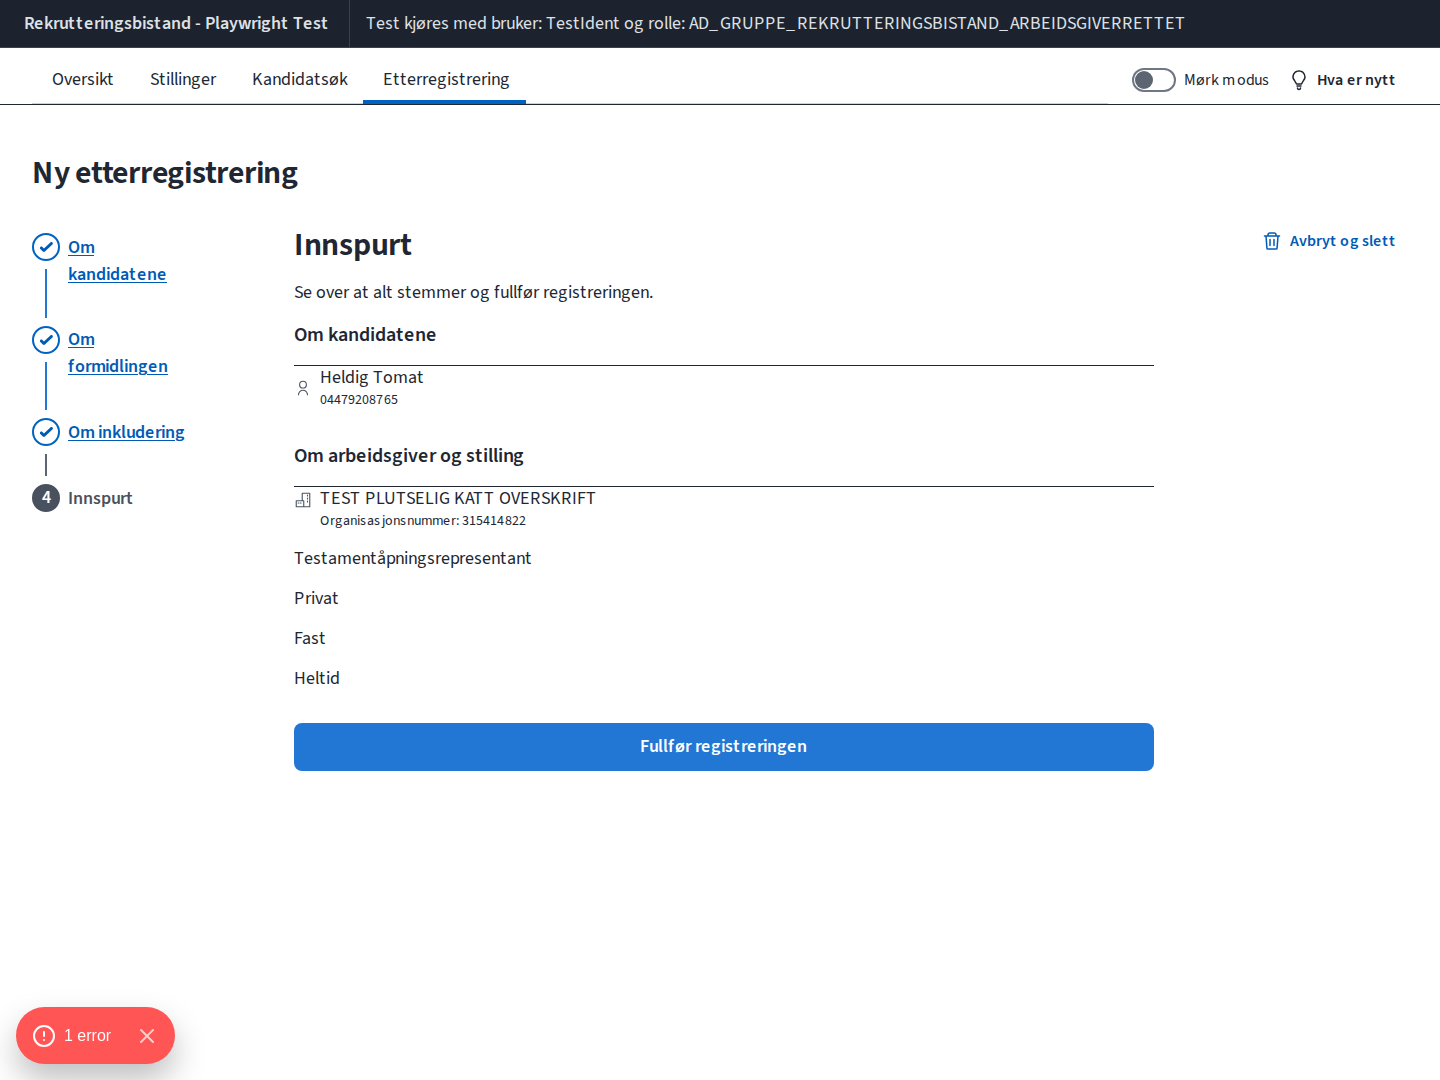 Rekrutteringsbistand - Playwright Test
Test kjøres med bruker: TestIdent og rolle: AD_GRUPPE_REKRUTTERINGSBISTAND_ARBEIDSGIVERRETTET
Oversikt
Stillinger
Kandidatsøk
Etterregistrering
Mørk modus
Hva er nytt
Ny etterregistrering
Om
kandidatene
Om
formidlingen
Om inkludering
4
Innspurt
Innspurt
Avbryt og slett
Se over at alt stemmer og fullfør registreringen.
Om kandidatene
Heldig Tomat
04479208765
Om arbeidsgiver og stilling
TEST PLUTSELIG KATT OVERSKRIFT
Organisasjonsnummer: 315414822
Testamentåpningsrepresentant
Privat
Fast
Heltid
Fullfør registreringen
1 error